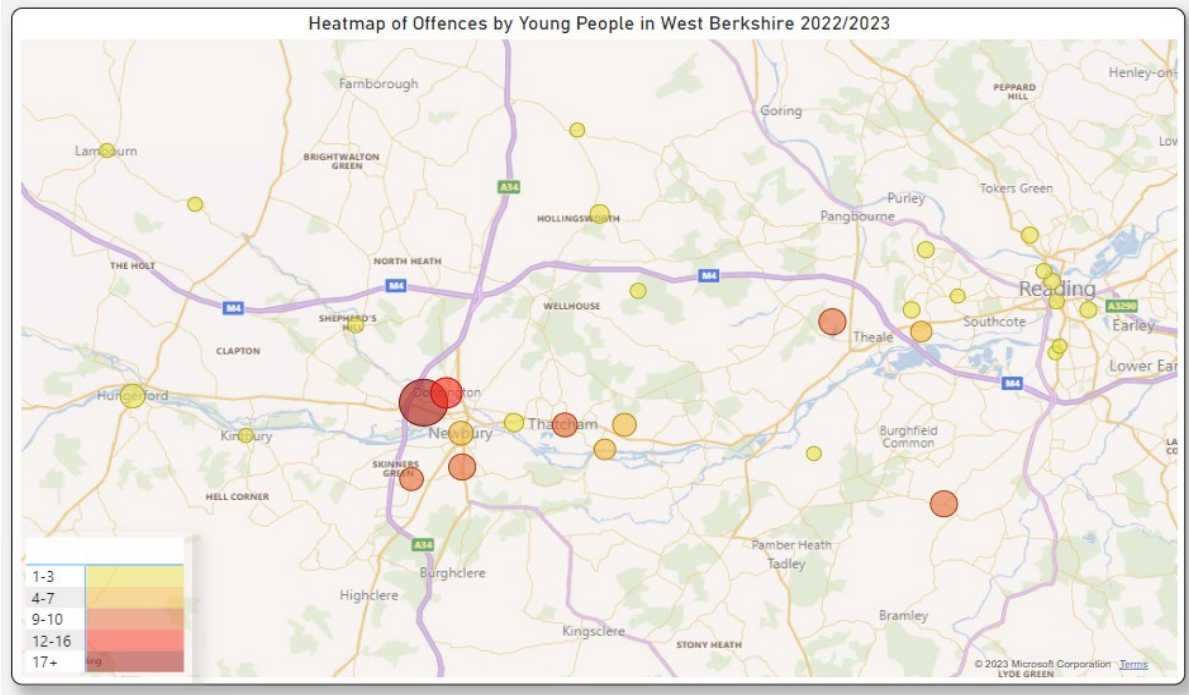 Heatmap of Offences by Young People in West Berkshire 2022/2023
Farnborough
Henley-on-
PEPPARD
HILL
Goring
Lambourn
BRIGHTWALTON
GREEN
A34
Tokers Green
Purley
Pangbourne
HOLLINGSWORTH
THE HOLT
NORTH HEATH
M4
M4
M4
WELLHOUSE
Reading
A3290
SHEPHERD'S
HILL
Southcote
Earley
Theale
CLAPTON
Lower Ear
M4
Hungerford
Donnington
Newbury
Thatcham
Kintbury
Burghfield
Common
SKINNERS
GREEN
HELL CORNER
A34
Pamber Heath
Tadley
Burghclere
Highclere
Bramley
Kingsclere
STONY HEATH
1-3
4-7
9-10
12-16
17+
© 2023 Microsoft Corporation Terms
LYDE GREEN